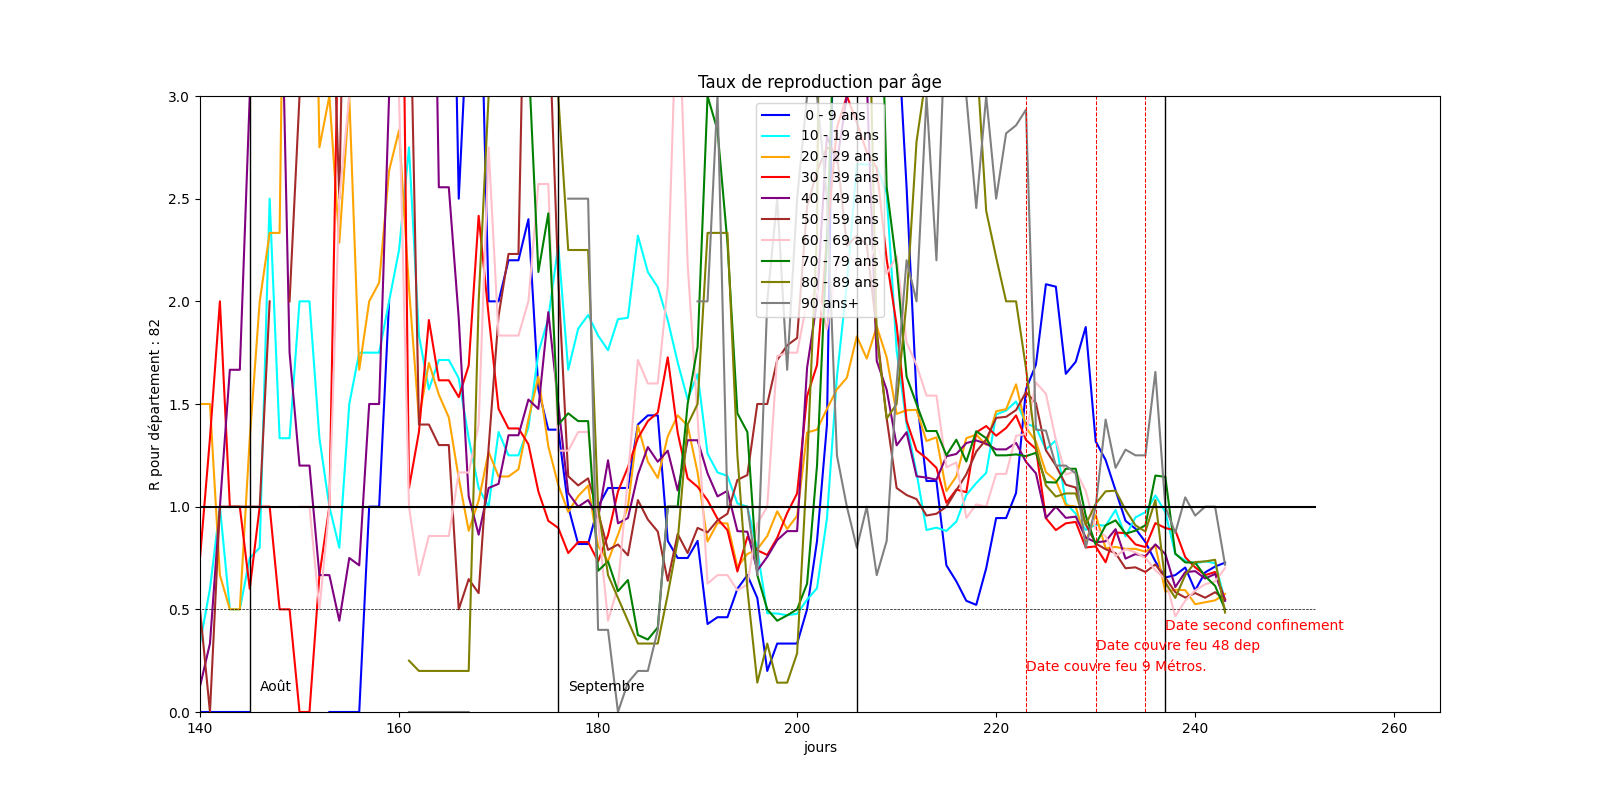 Taux de reproduction par âge
3.0
2.5
2.0
1.5
1.0
0.5
0.0
R pour département : 82
0 - 9 ans
10 - 19 ans
20 - 29 ans
30 - 39 ans
40 - 49 ans
50 - 59 ans
60 - 69 ans
70 - 79 ans
80 - 89 ans
90 ans+
Date second confinement
Date couvre feu 48 dep
Date couvre feu 9 Métros.
Août
Septembre
140
160
180
200
220
240
260
jours